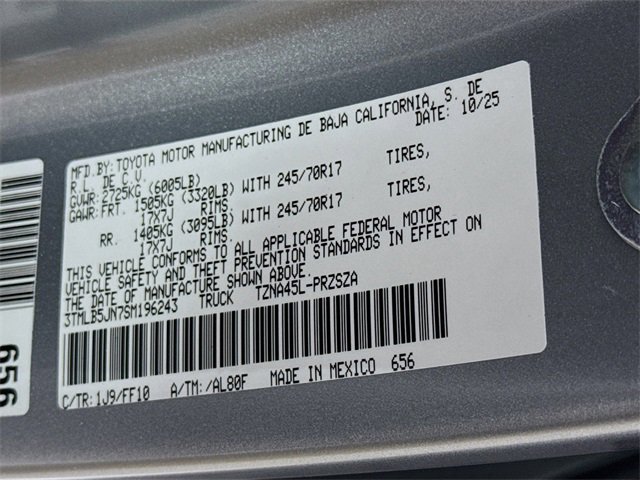 MFD.BY:TOYOTA MOTOR MANUFACTURING DE BAJA CALIFORNIA, S. DE
R.L. DE C.V. DATE: 10/25
GVWR: 2725KG (6005LB)
GAWR:FRT. 1505KG (3320LB) WITH 245/70R17 TIRES,
17X7J RIMS.
RR. 1405KG (3095LB) WITH 245/70R17 TIRES,
17X7J RIMS.
THIS VEHICLE CONFORMS TO ALL APPLICABLE FEDERAL MOTOR
VEHICLE SAFETY AND THEFT PREVENTION STANDARDS IN EFFECT ON
THE DATE OF MANUFACTURE SHOWN ABOVE.
3TMLB5JN7SM196243 TRUCK TZNA45L-PRZSZA
C/TR:1J9/FF10 A/TM:/AL80F MADE IN MEXICO 656
656